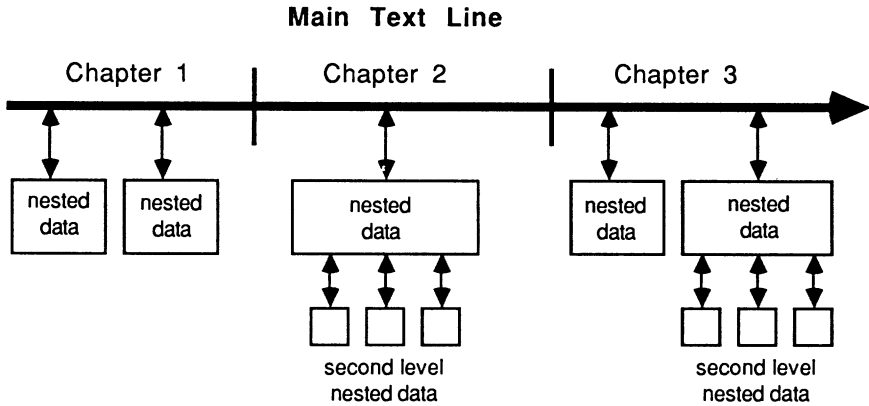 Main Text Line
Chapter 1
Chapter 2
Chapter 3
nested
data
nested
data
nested
data
nested
data
nested
data
second level
nested data
second level
nested data